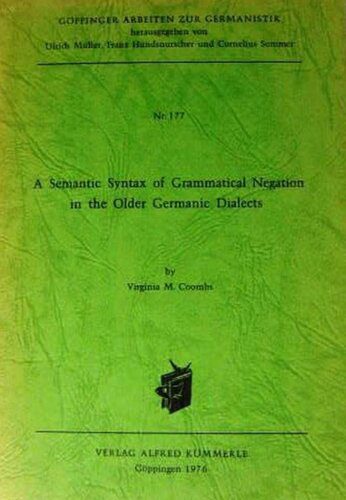 GÖPPINGER ARBEITEN ZUR GERMANISTIK
herausgegeben von
Ulrich Müller, Franz Hundsnurscher und Cornelius Sommer
Nr. 177
A Semantic Syntax of Grammatical Negation
in the Older Germanic Dialects
by
Virginia M. Coombs
VERLAG ALFRED KÜMMERLE
Göppingen 1976